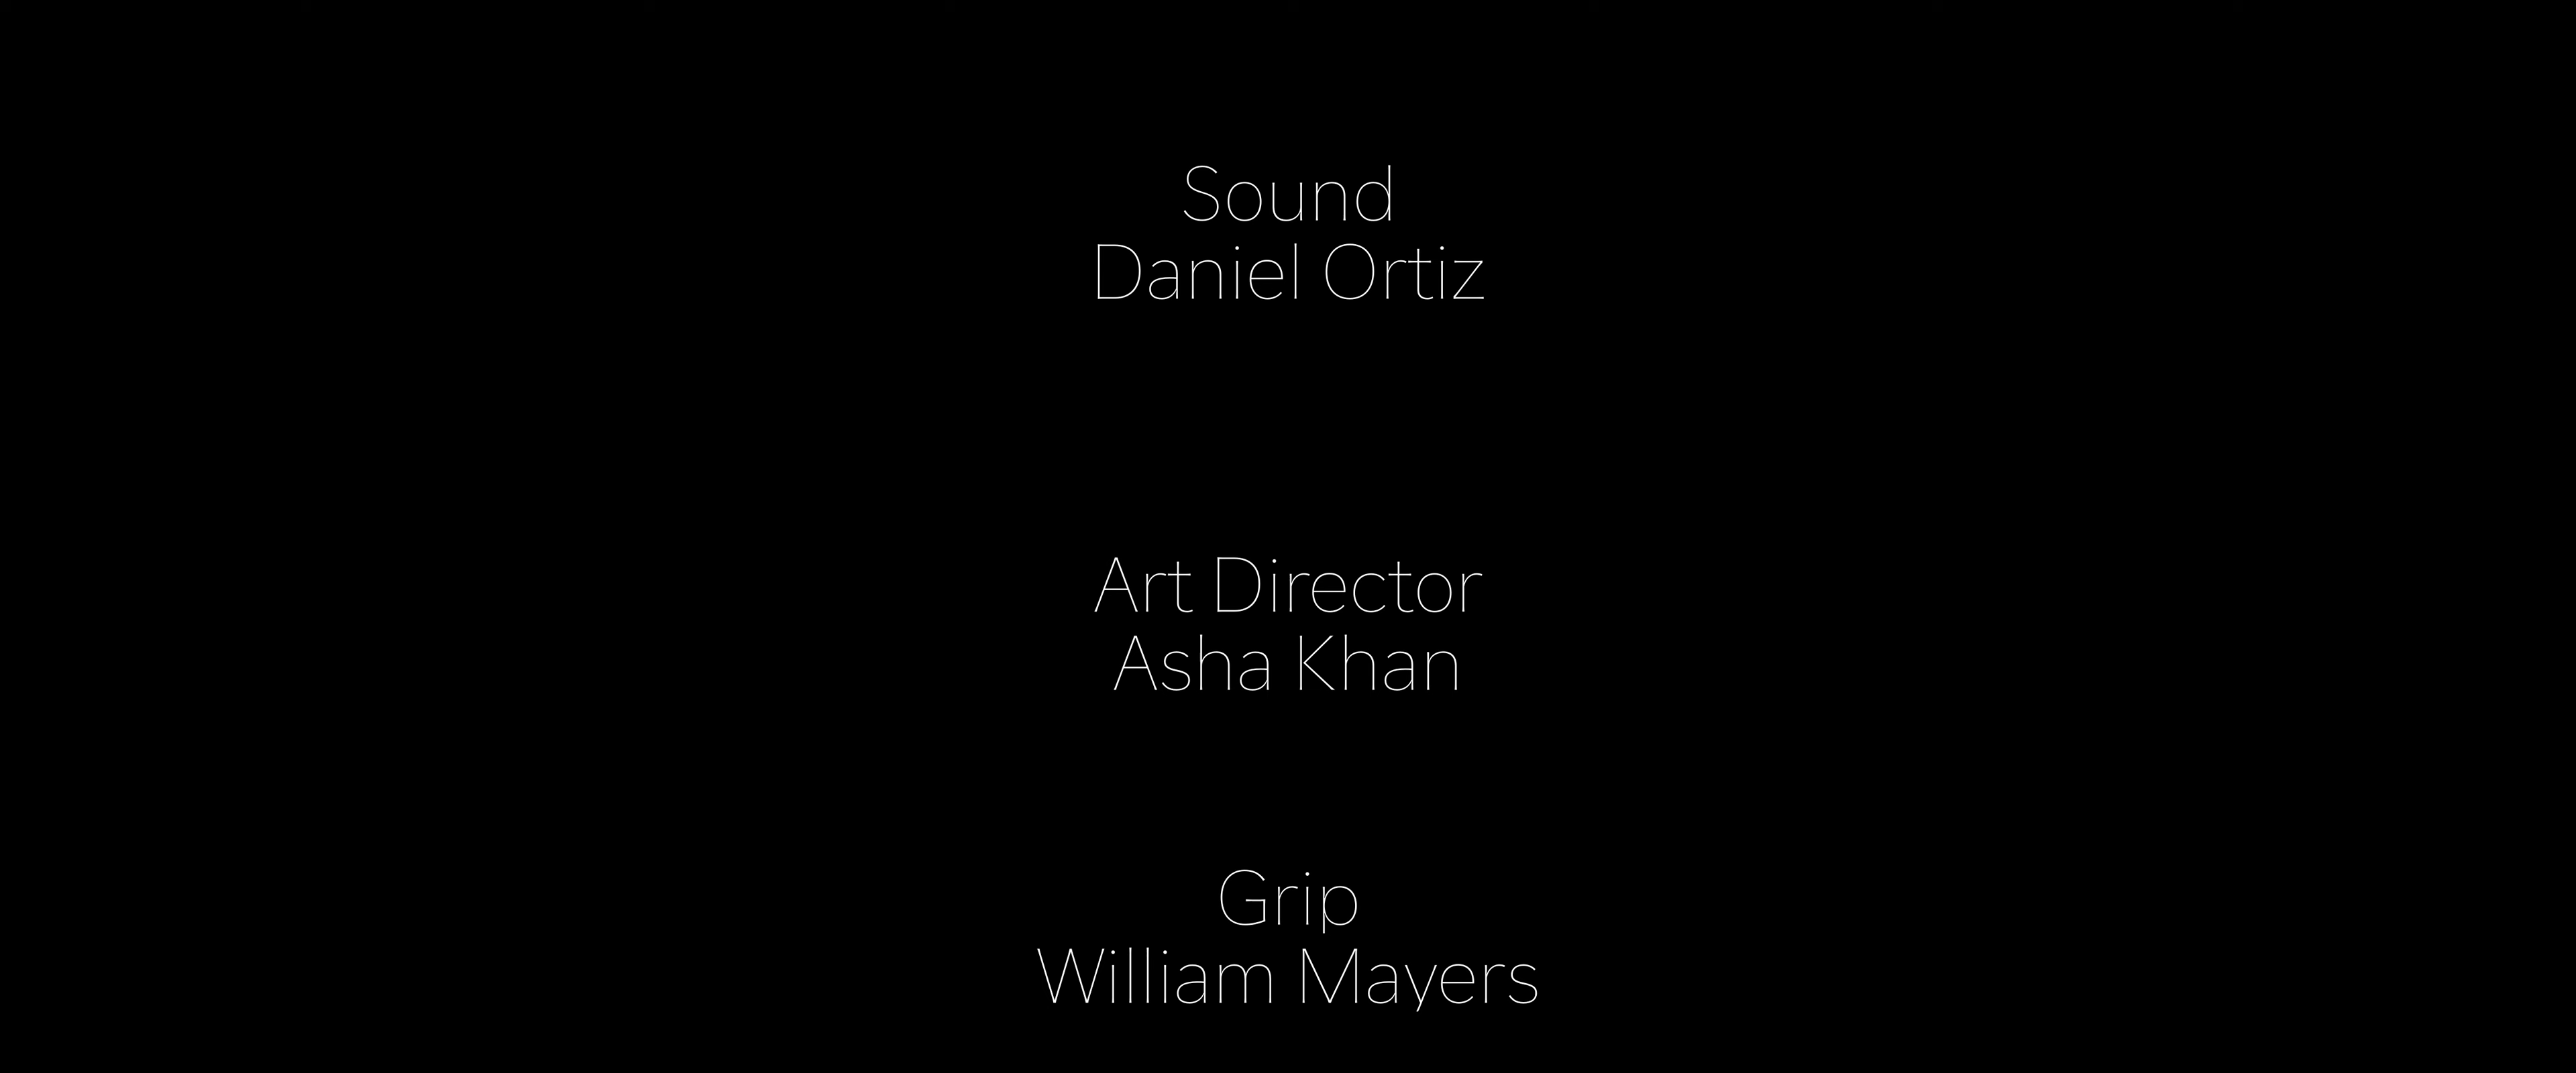 Sound
Daniel Ortiz
Art Director
Asha Khan
Grip
William Mayers